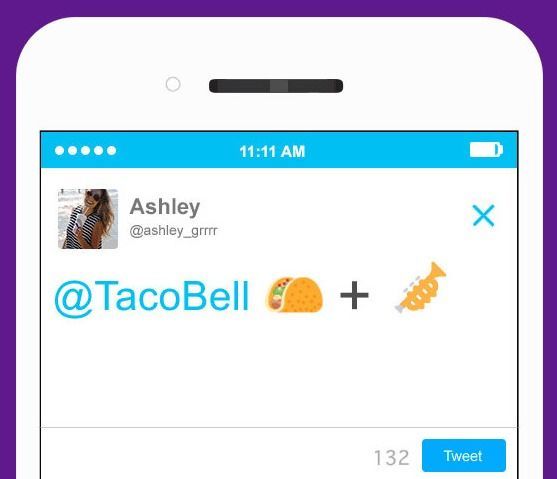 11:11 AM
Ashley
@ashley_grrrr
@TacoBell 🌮 + 🎺
132 Tweet